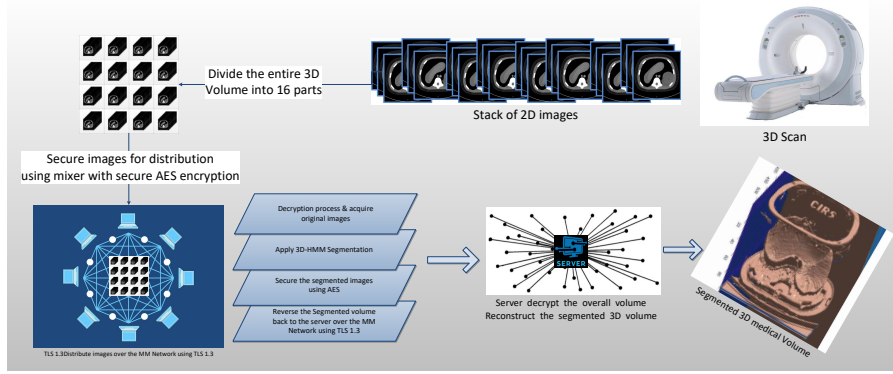 Divide the entire 3D
Volume into 16 parts
Stack of 2D images
3D Scan
Secure images for distribution
using mixer with secure AES encryption
Decryption process & acquire
original images
Apply 3D-HMM Segmentation
Secure the segmented images
using AES
Reverse the Segmented volume
back to the server over the MM
Network using TLS 1.3
TLS 1.3Distribute images over the MM Network using TLS 1.3
SERVER
Server decrypt the overall volume
Reconstruct the segmented 3D volume
CIRS
Segmented 3D medical Volume